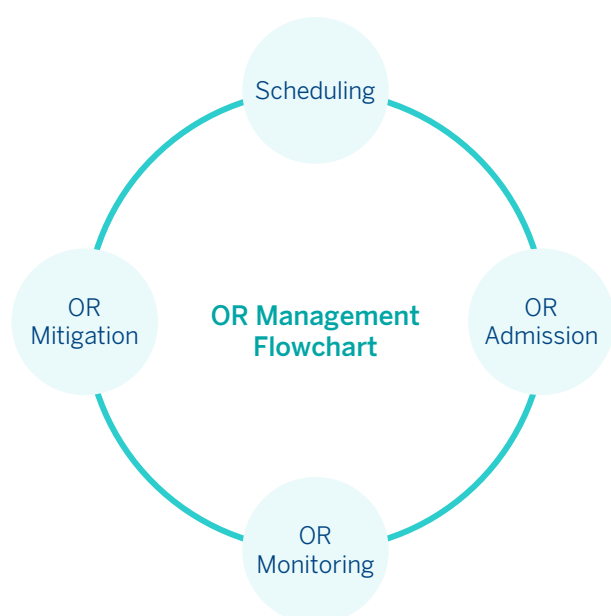 Scheduling
OR
Admission
OR
Monitoring
OR
Mitigation
OR Management
Flowchart